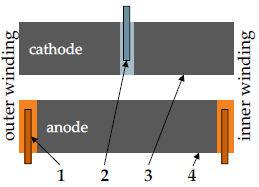 outer winding
cathode
inner winding
anode
1 2 3 4